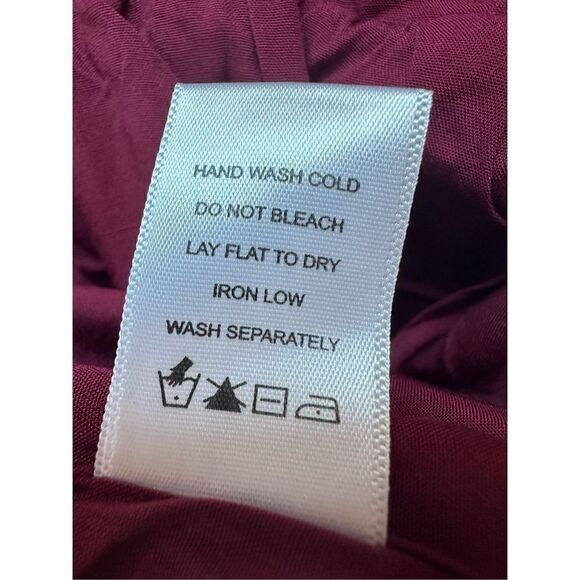 HAND WASH COLD
DO NOT BLEACH
LAY FLAT TO DRY
IRON LOW
WASH SEPARATELY